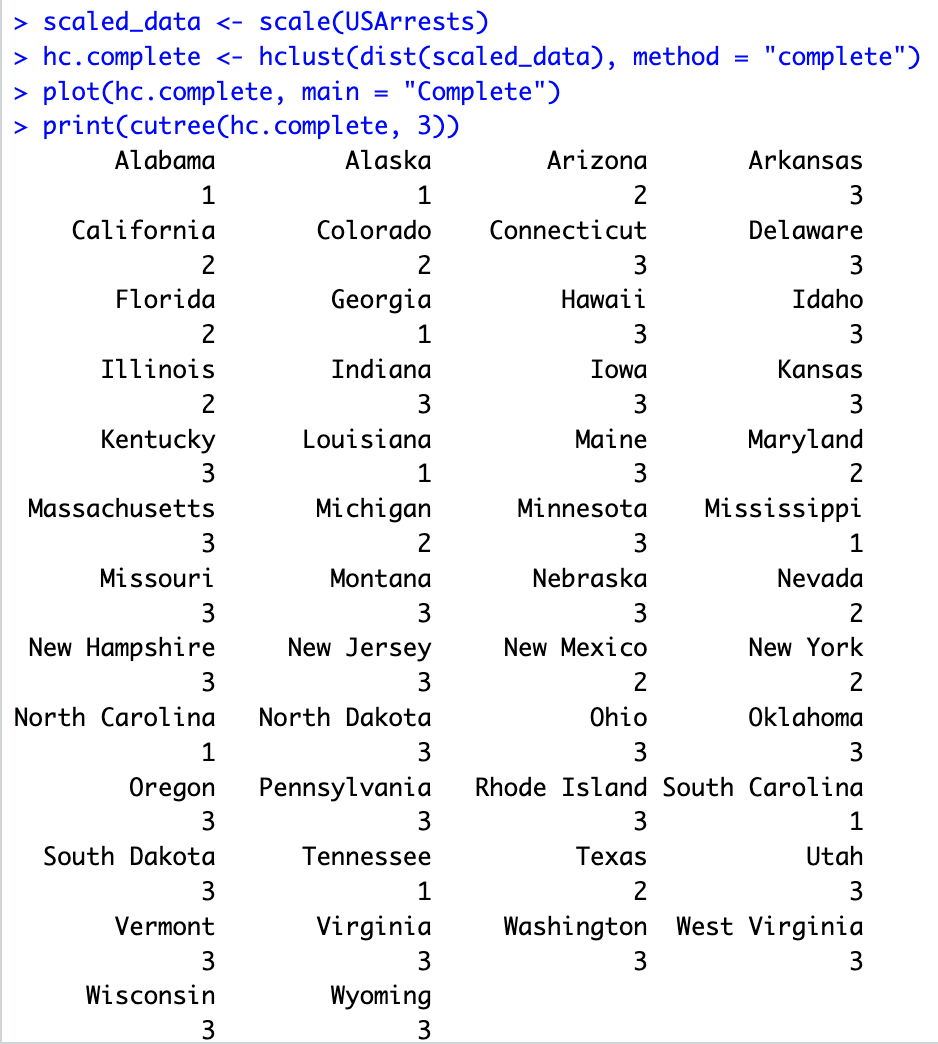 > scaled_data <- scale(USArrests)
> hc.complete <- hclust(dist(scaled_data), method = "complete")
> plot(hc.complete, main = "Complete")
> print(cutree(hc.complete, 3))
Alabama Alaska Arizona Arkansas
1 1 2 3
California Colorado Connecticut Delaware
2 2 3 3
Florida Georgia Hawaii Idaho
2 1 3 3
Illinois Indiana Iowa Kansas
2 3 3 3
Kentucky Louisiana Maine Maryland
3 1 3 2
Massachusetts Michigan Minnesota Mississippi
3 2 3 1
Missouri Montana Nebraska Nevada
3 3 3 2
New Hampshire New Jersey New Mexico New York
3 3 2 2
North Carolina North Dakota Ohio Oklahoma
1 3 3 3
Oregon Pennsylvania Rhode Island South Carolina
3 3 3 1
South Dakota Tennessee Texas Utah
3 1 2 3
Vermont Virginia Washington West Virginia
3 3 3 3
Wisconsin Wyoming
3 3